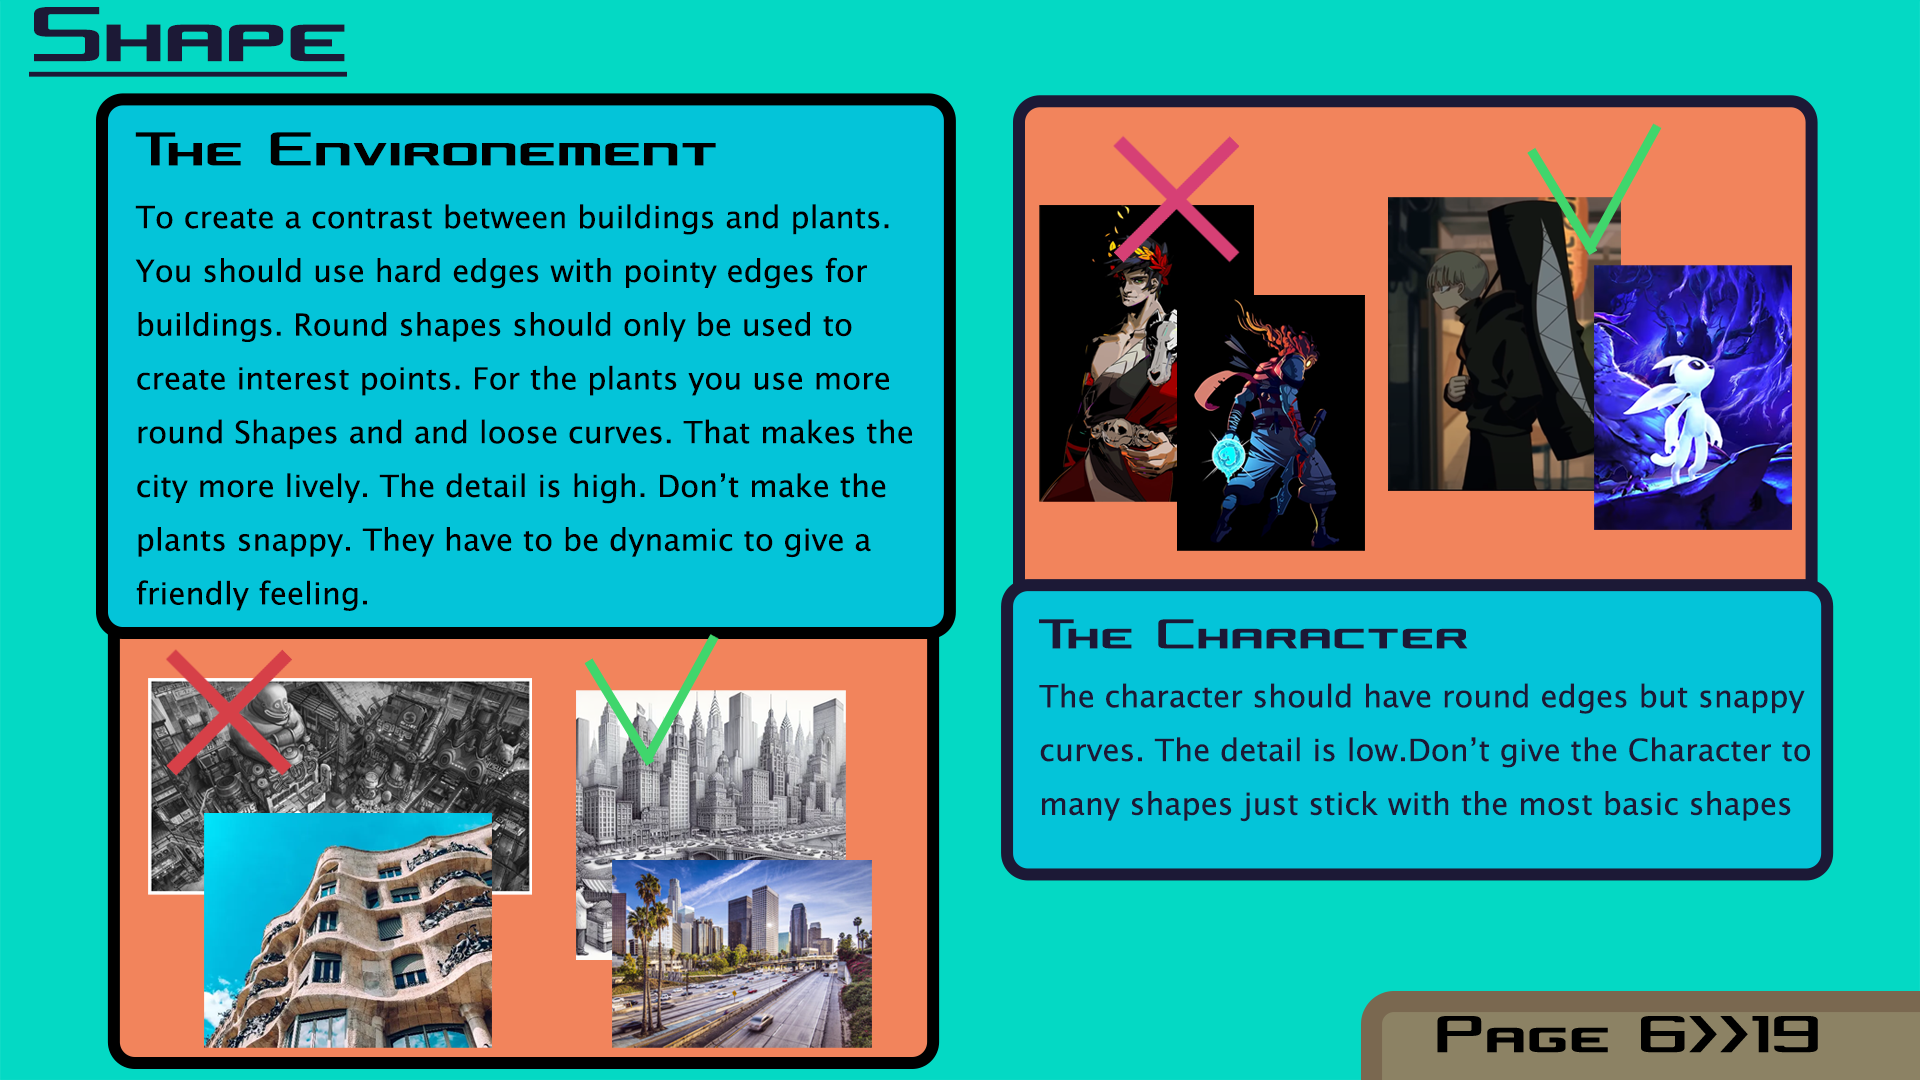 Shape
The Environement
To create a contrast between buildings and plants.
You should use hard edges with pointy edges for
buildings. Round shapes should only be used to
create interest points. For the plants you use more
round Shapes and and loose curves. That makes the
city more lively. The detail is high. Don’t make the
plants snappy. They have to be dynamic to give a
friendly feeling.
The Character
The character should have round edges but snappy
curves. The detail is low.Don’t give the Character to
many shapes just stick with the most basic shapes
Page 6>>19